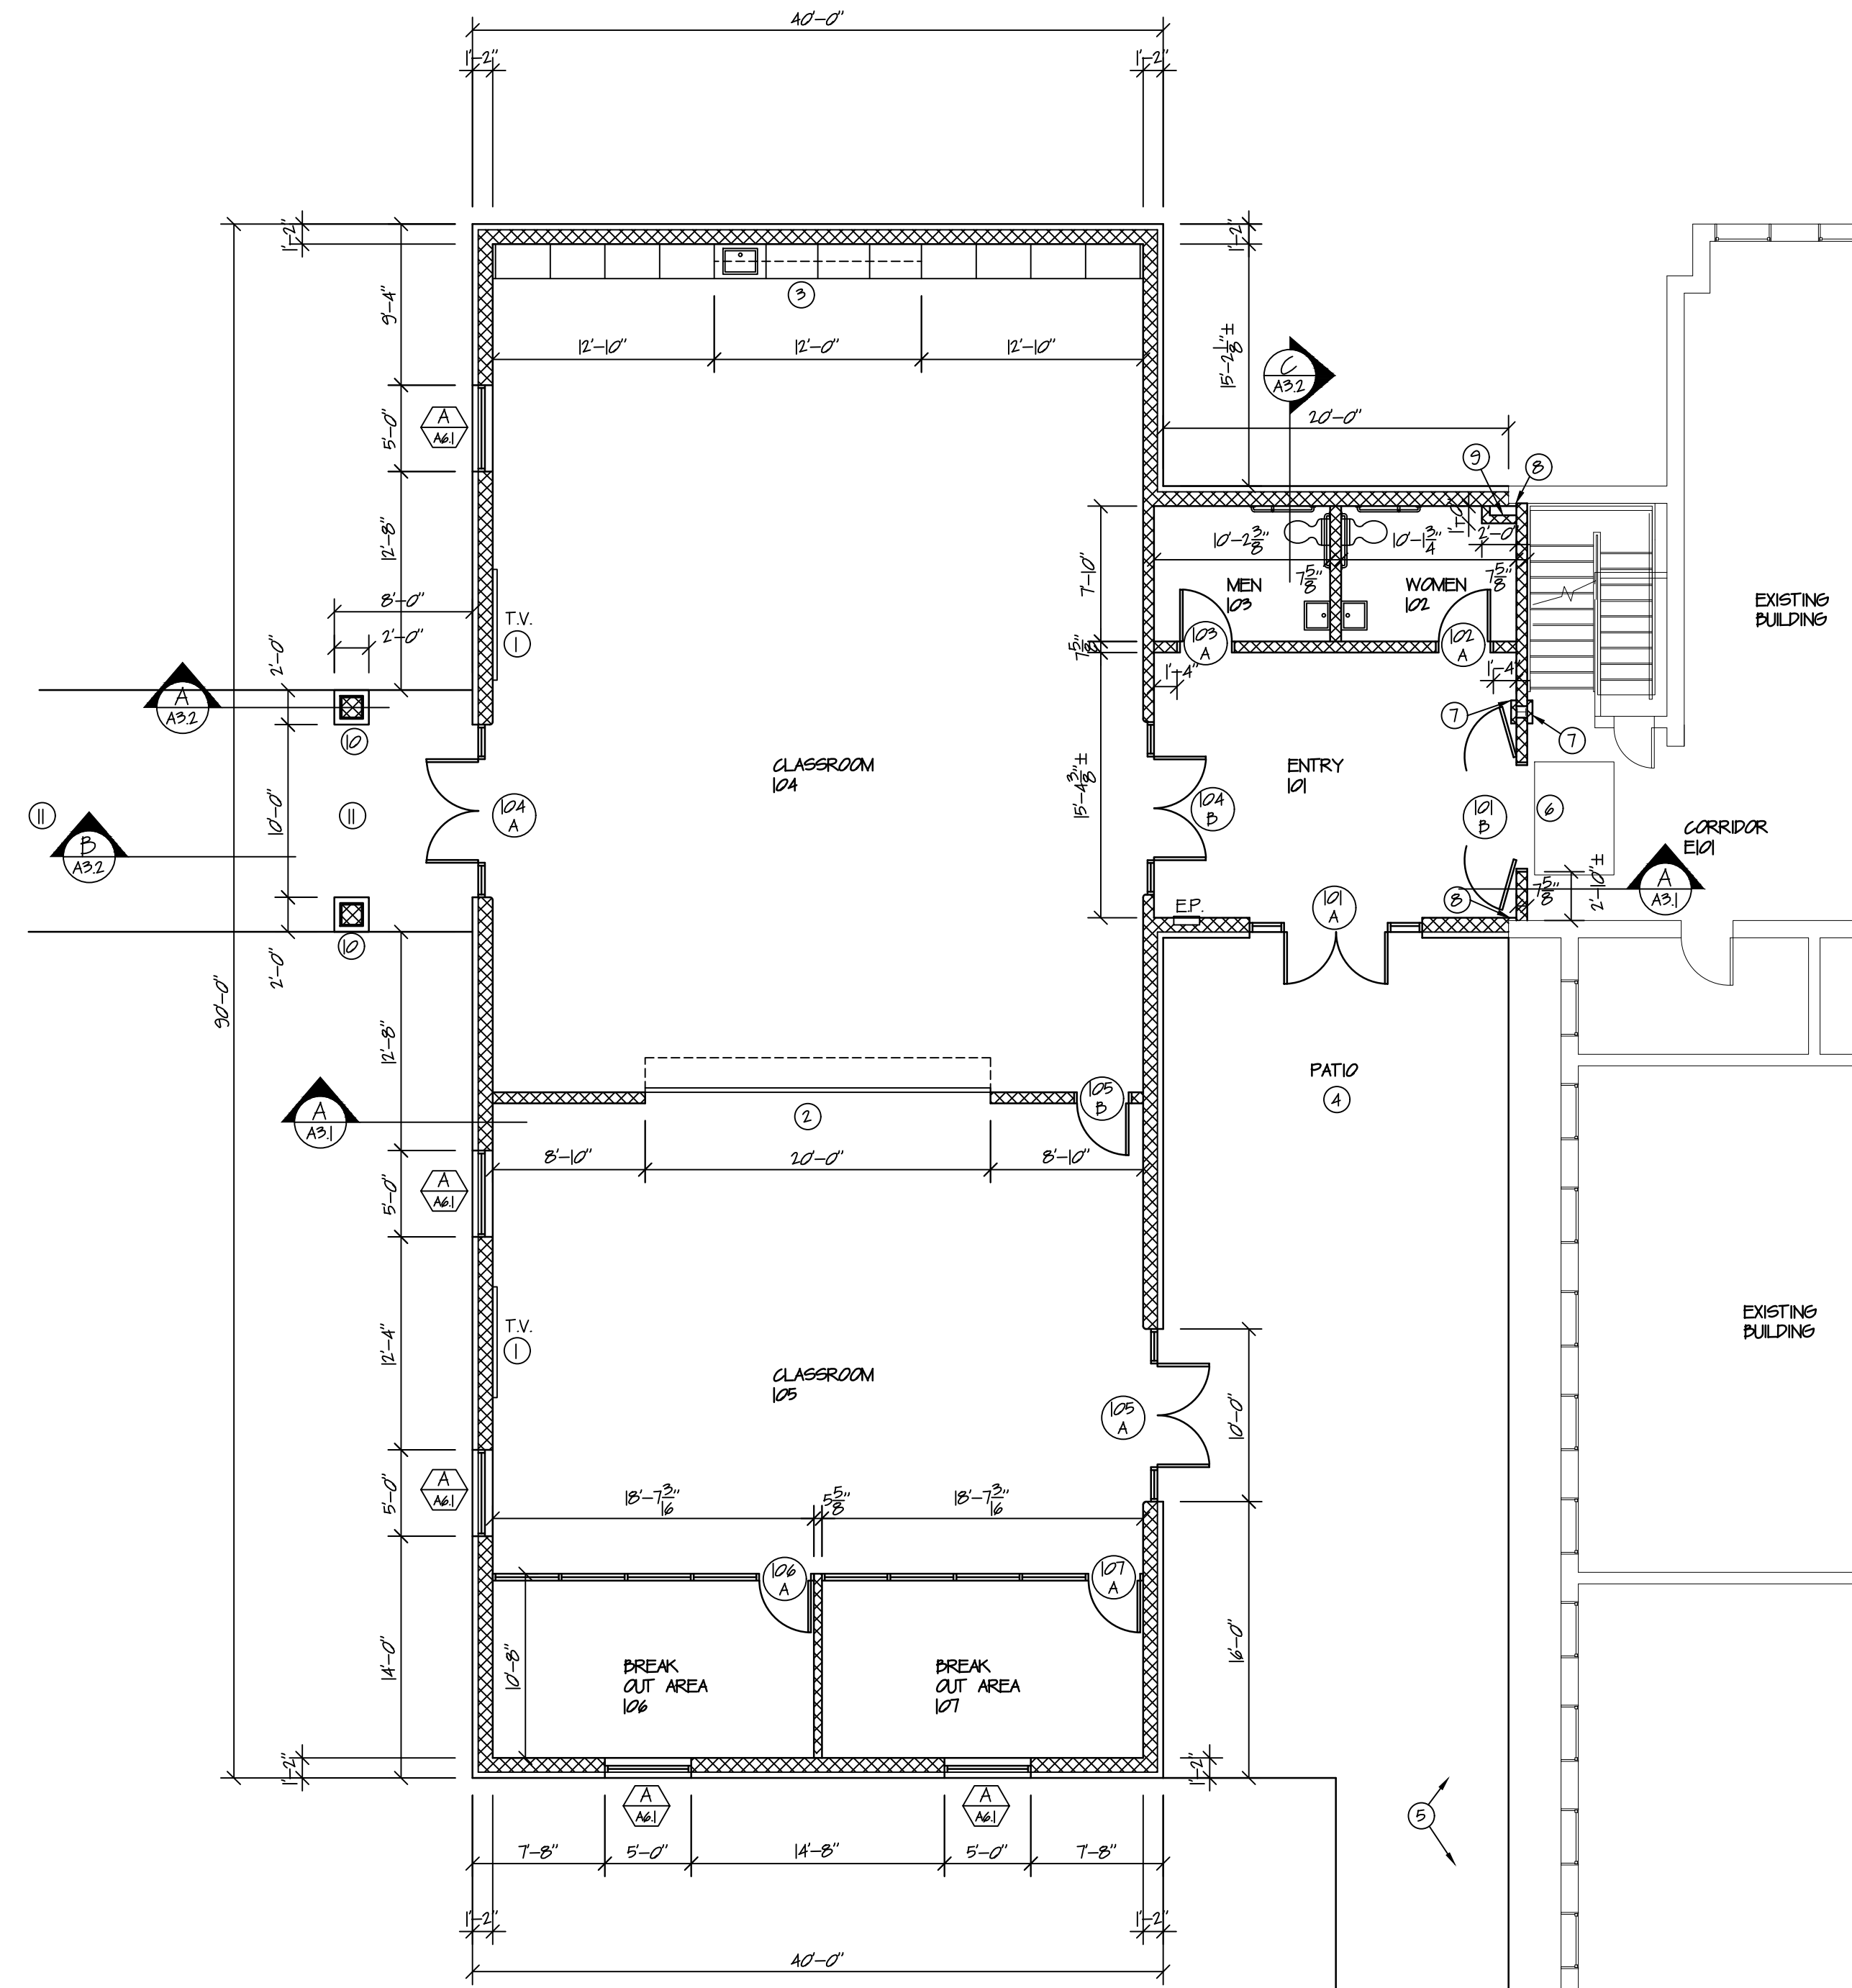 40'-0"
1'-2"
1'-2"
1'-2"
1'-2"
9'-4"
3
12'-10"
12'-0"
12'-10"
15'-2 1/8"±
C
A3.2
20'-0"
A
A6.1
5'-0"
9
8
12'-8"
1'-0"
10'-2 3/8"
10'-1 3/4"
2'-0"
7'-10"
MEN
103
7 5/8"
WOMEN
102
7 5/8"
8'-0"
2'-0"
T.V.
1
EXISTING
BUILDING
2'-0"
103
A
102
A
7 5/8"
1'-4"
1'-4"
A
A3.2
10
7
7
CLASSROOM
104
ENTRY
101
15'-4 3/8"±
11
11
10'-0"
104
A
104
B
101
B
6
CORRIDOR
E101
B
A3.2
A
A3.1
7 5/8"
2'-10"±
8
E.P.
101
A
10
2'-0"
90'-0"
12'-8"
PATIO
4
A
A3.1
2
105
B
8'-10"
20'-0"
8'-10"
A
A6.1
5'-0"
T.V.
1
12'-4"
EXISTING
BUILDING
CLASSROOM
105
105
A
10'-0"
A
A6.1
5'-0"
18'-7 3/16"
5 5/8"
18'-7 3/16"
106
A
107
A
14'-0"
10'-8"
BREAK
OUT AREA
106
BREAK
OUT AREA
107
16'-0"
1'-2"
1'-2"
A
A6.1
A
A6.1
5
7'-8"
5'-0"
14'-8"
5'-0"
7'-8"
1'-2"
1'-2"
40'-0"